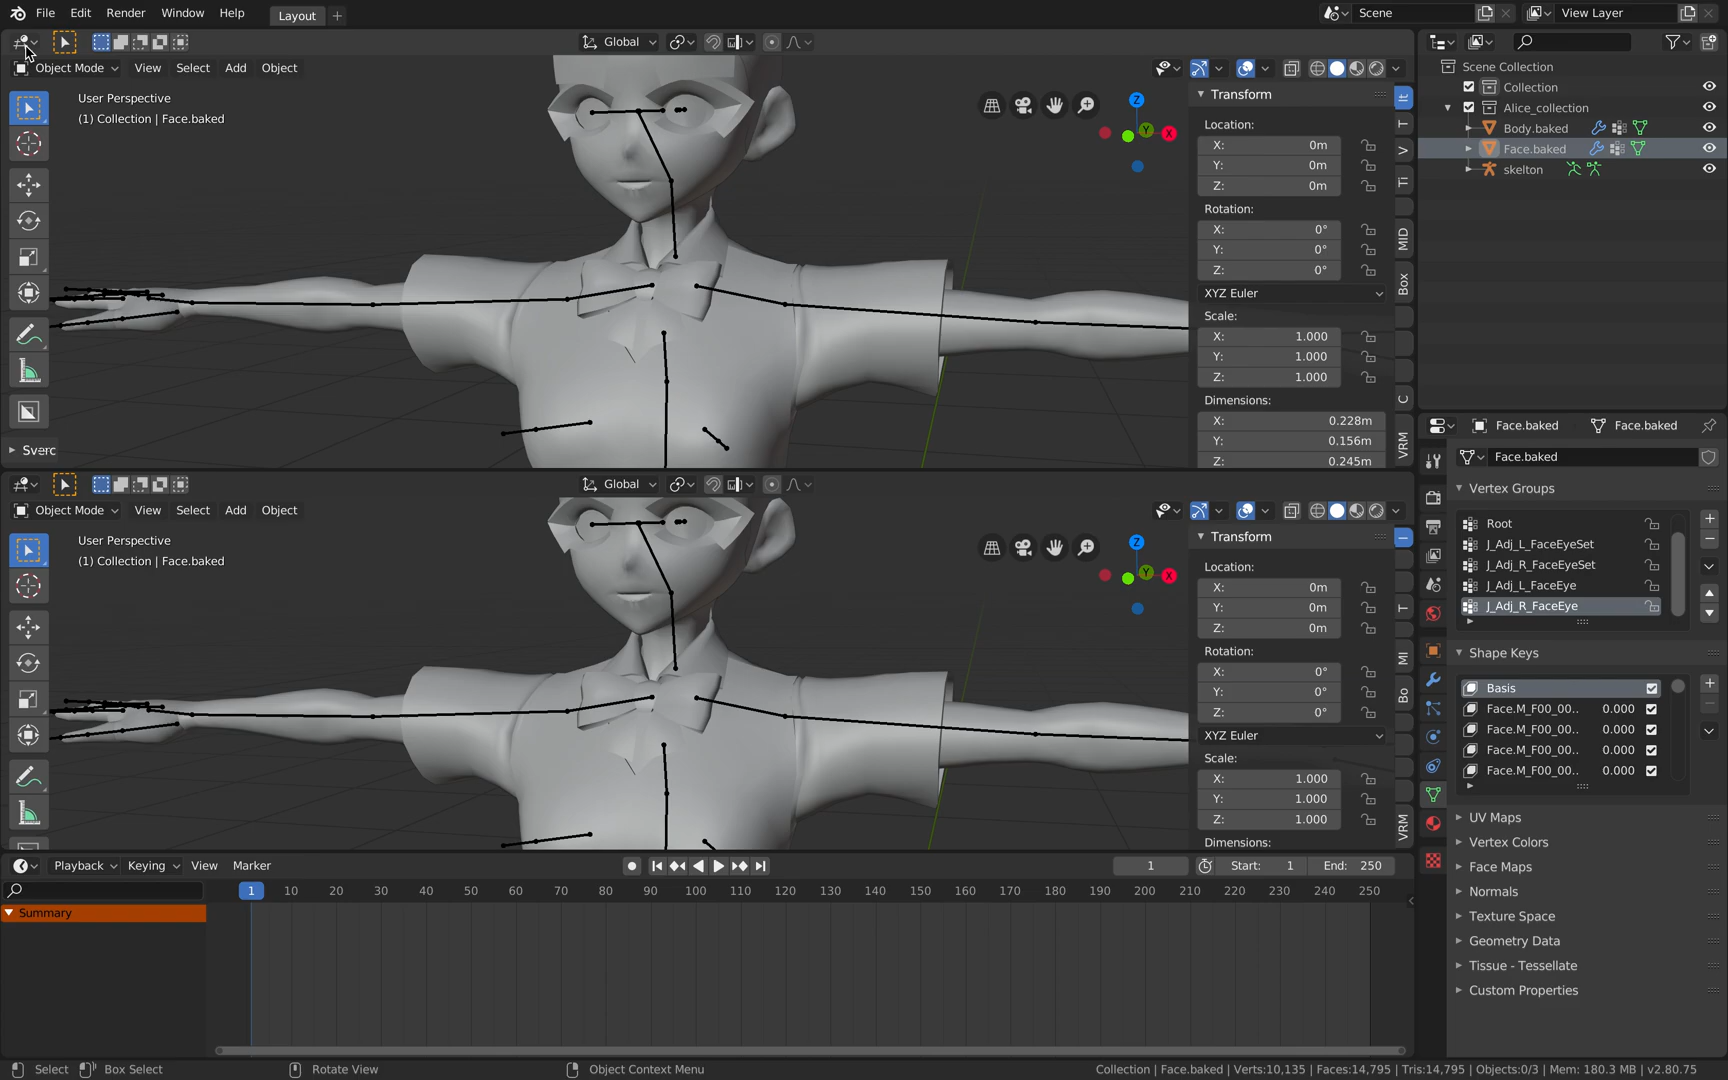 File Edit Render Window Help Layout + Scene View Layer
Global
Object Mode View Select Add Object
User Perspective
(1) Collection | Face.baked
Z
Y
X
Sverc
Transform
Location:
X: 0m
Y: 0m
Z: 0m
Rotation:
X: 0°
Y: 0°
Z: 0°
XYZ Euler
Scale:
X: 1.000
Y: 1.000
Z: 1.000
Dimensions:
X: 0.228m
Y: 0.156m
Z: 0.245m
It
T
V
Ti
MID
Box
C
VRM
Global
Object Mode View Select Add Object
User Perspective
(1) Collection | Face.baked
Z
Y
X
Transform
Location:
X: 0m
Y: 0m
Z: 0m
Rotation:
X: 0°
Y: 0°
Z: 0°
XYZ Euler
Scale:
X: 1.000
Y: 1.000
Z: 1.000
Dimensions:
I
T
MI
Bo
VRM
Playback Keying View Marker 1 Start: 1 End: 250
1 10 20 30 40 50 60 70 80 90 100 110 120 130 140 150 160 170 180 190 200 210 220 230 240 250
Summary
Scene Collection
Collection
Alice_collection
Body.baked
Face.baked
skelton
Face.baked Face.baked
Face.baked
Vertex Groups
Root
J_Adj_L_FaceEyeSet
J_Adj_R_FaceEyeSet
J_Adj_L_FaceEye
J_Adj_R_FaceEye
Shape Keys
Basis
Face.M_F00_00.. 0.000
Face.M_F00_00.. 0.000
Face.M_F00_00.. 0.000
Face.M_F00_00.. 0.000
UV Maps
Vertex Colors
Face Maps
Normals
Texture Space
Geometry Data
Tissue - Tessellate
Custom Properties
Select Box Select Rotate View Object Context Menu Collection | Face.baked | Verts:10,135 | Faces:14,795 | Tris:14,795 | Objects:0/3 | Mem: 180.3 MB | v2.80.75